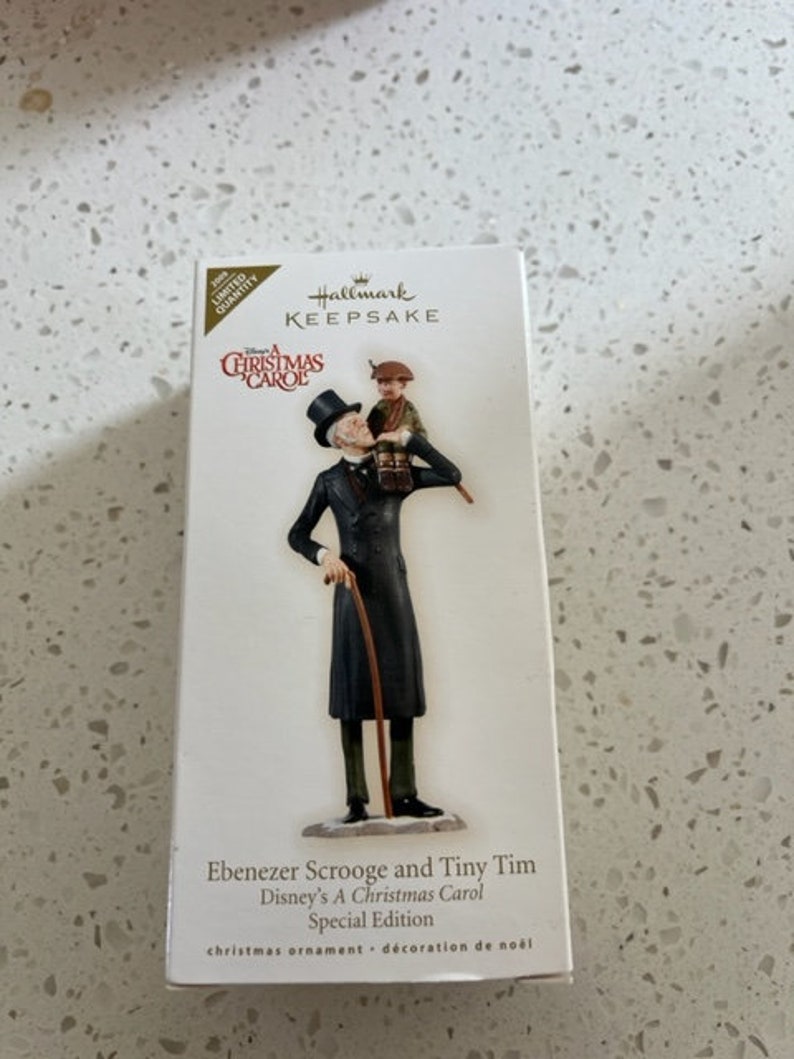 2009
LIMITED
QUANTITY
Hallmark
KEEPSAKE
Disney's A
CHRISTMAS
CAROL
Ebenezer Scrooge and Tiny Tim
Disney's A Christmas Carol
Special Edition
christmas ornament • décoration de noël